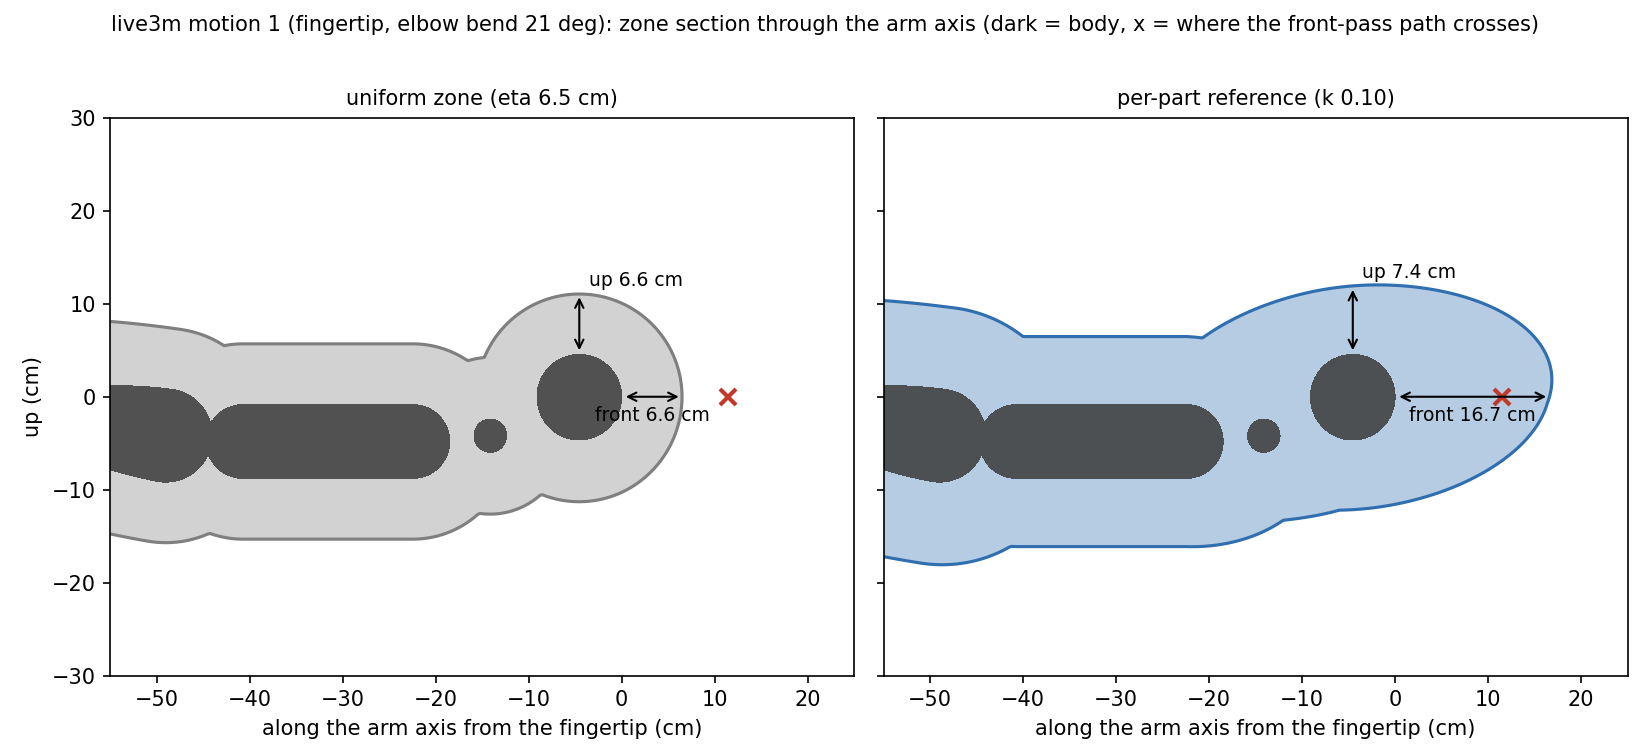 live3m motion 1 (fingertip, elbow bend 21 deg): zone section through the arm axis (dark = body, x = where the front-pass path crosses)
uniform zone (eta 6.5 cm)
per-part reference (k 0.10)
30
20
10
0
−10
−20
−30
up (cm)
up 6.6 cm
front 6.6 cm
up 7.4 cm
front 16.7 cm
−50
−40
−30
−20
−10
0
10
20
−50
−40
−30
−20
−10
0
10
20
along the arm axis from the fingertip (cm)
along the arm axis from the fingertip (cm)